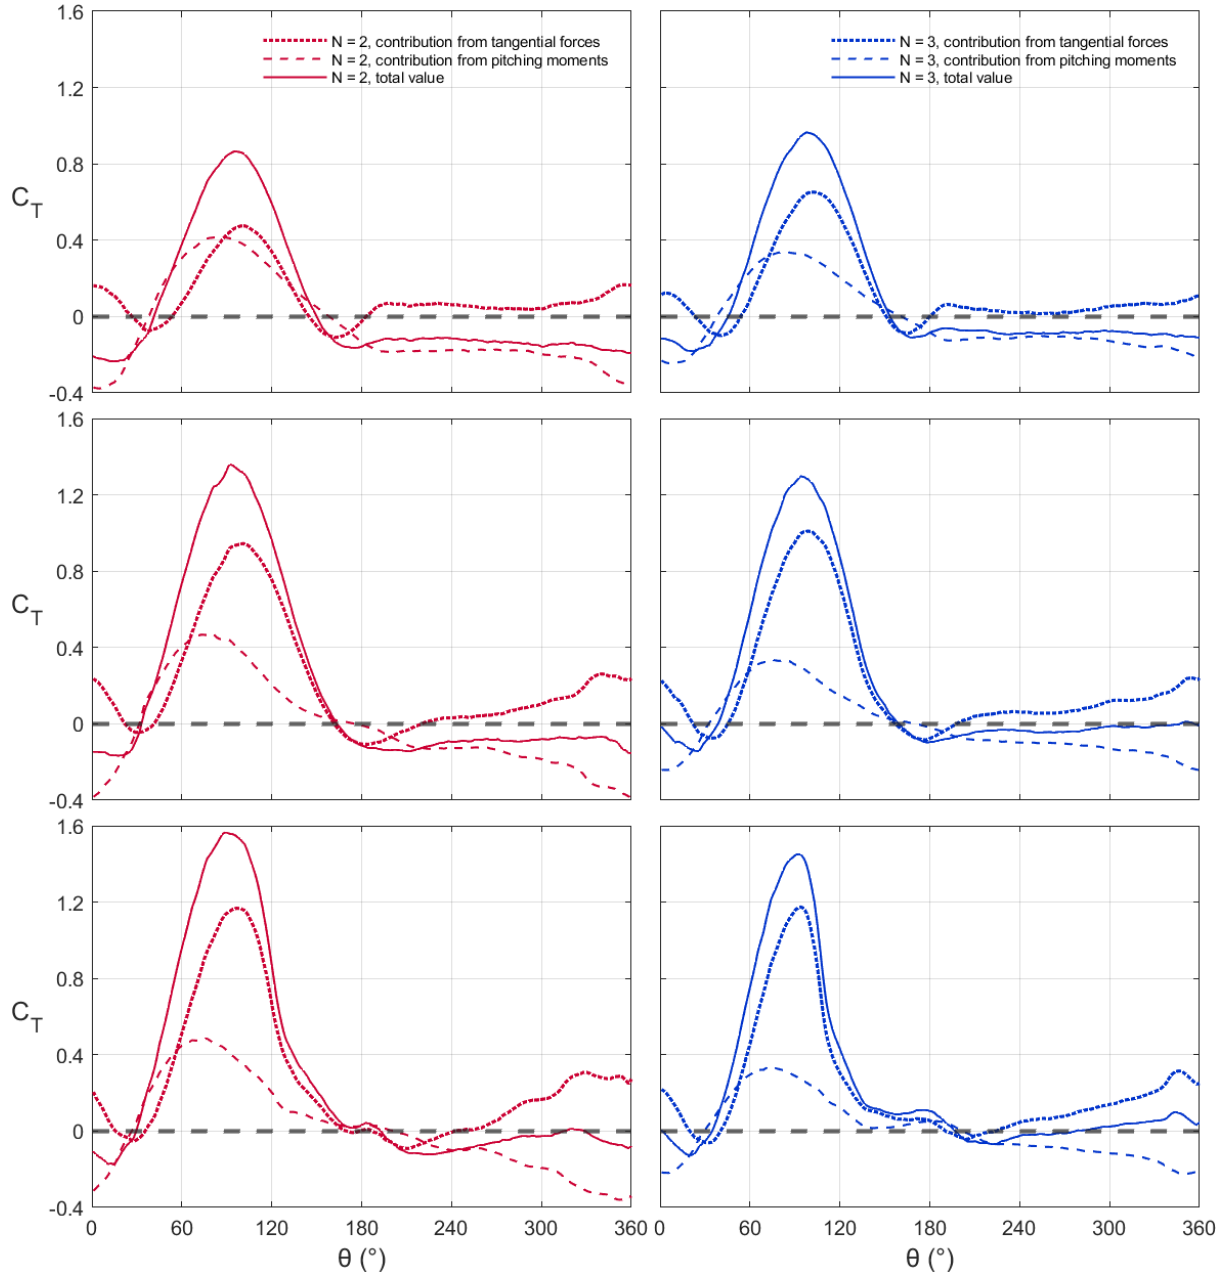 1.6
N = 2, contribution from tangential forces
N = 2, contribution from pitching moments
N = 2, total value
1.2
0.8
C_T
0.4
0
-0.4
N = 3, contribution from tangential forces
N = 3, contribution from pitching moments
N = 3, total value
1.6
1.2
0.8
C_T
0.4
0
-0.4
1.6
1.2
0.8
C_T
0.4
0
-0.4
0 60 120 180 240 300 360
θ (°)
0 60 120 180 240 300 360
θ (°)